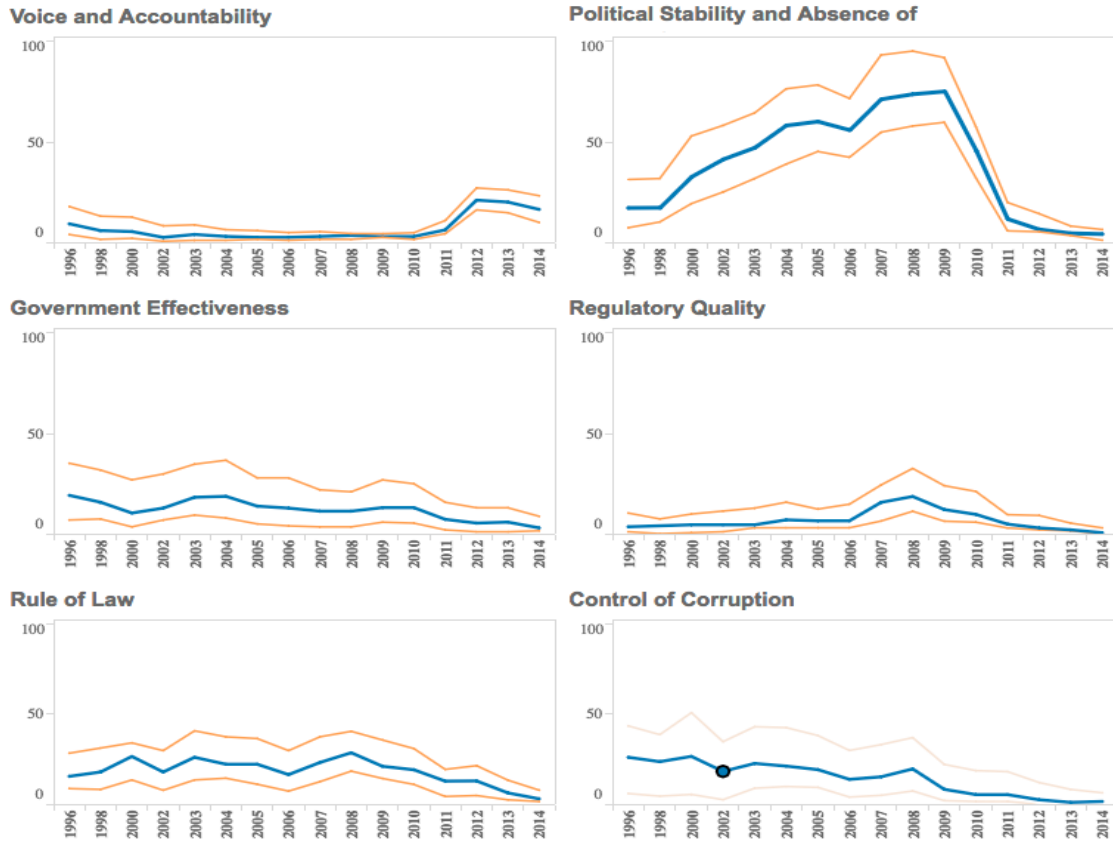 Voice and Accountability
100
50
0
1996 1998 2000 2002 2003 2004 2005 2006 2007 2008 2009 2010 2011 2012 2013 2014
Political Stability and Absence of
100
50
0
1996 1998 2000 2002 2003 2004 2005 2006 2007 2008 2009 2010 2011 2012 2013 2014
Government Effectiveness
100
50
0
1996 1998 2000 2002 2003 2004 2005 2006 2007 2008 2009 2010 2011 2012 2013 2014
Regulatory Quality
100
50
0
1996 1998 2000 2002 2003 2004 2005 2006 2007 2008 2009 2010 2011 2012 2013 2014
Rule of Law
100
50
0
1996 1998 2000 2002 2003 2004 2005 2006 2007 2008 2009 2010 2011 2012 2013 2014
Control of Corruption
100
50
0
1996 1998 2000 2002 2003 2004 2005 2006 2007 2008 2009 2010 2011 2012 2013 2014